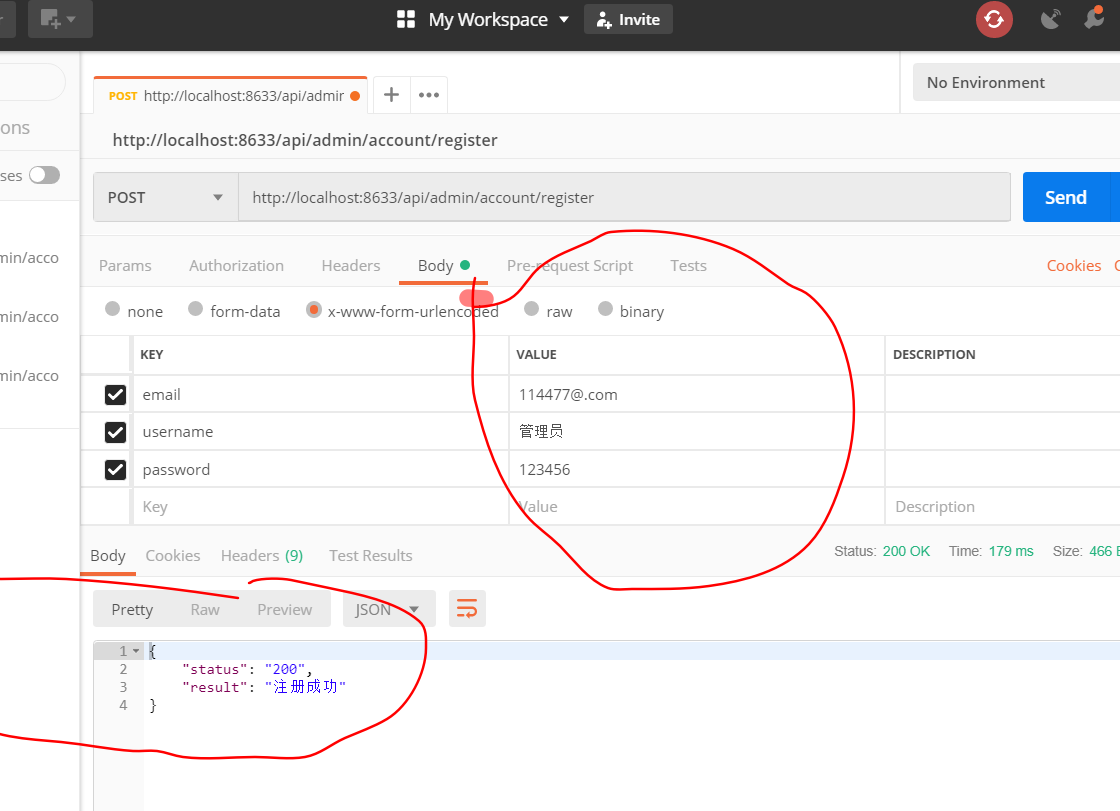 My Workspace Invite
POST http://localhost:8633/api/admir No Environment
ons
http://localhost:8633/api/admin/account/register
ses
POST http://localhost:8633/api/admin/account/register Send
min/acco
Params Authorization Headers Body Pre-request Script Tests Cookies
none form-data x-www-form-urlencoded raw binary
min/acco
KEY VALUE DESCRIPTION
min/acco
email 114477@.com
username 管理员
password 123456
Key Value Description
Body Cookies Headers (9) Test Results Status: 200 OK Time: 179 ms Size: 466
Pretty Raw Preview JSON
1 {
2 "status": "200",
3 "result": "注册成功"
4 }